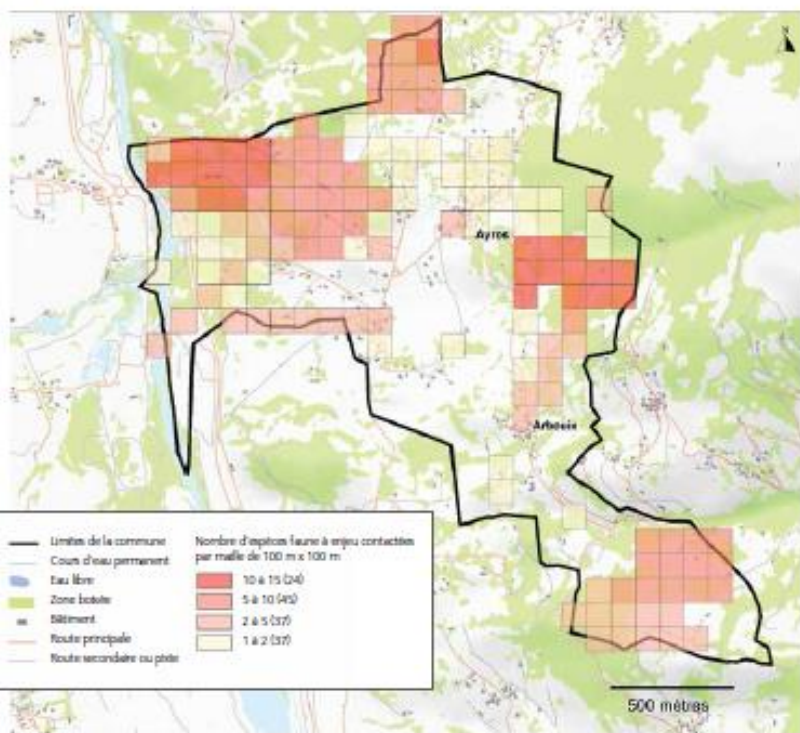 N
Ayros
Arbouix
Limites de la commune
Cours d'eau permanent
Eau libre
Zone boisée
Bâtiment
Route principale
Route secondaire ou piste
Nombre d'espèces faune à enjeu contactées
par maille de 100 m x 100 m
10 à 15 (24)
5 à 10 (45)
2 à 5 (37)
1 à 2 (37)
500 mètres